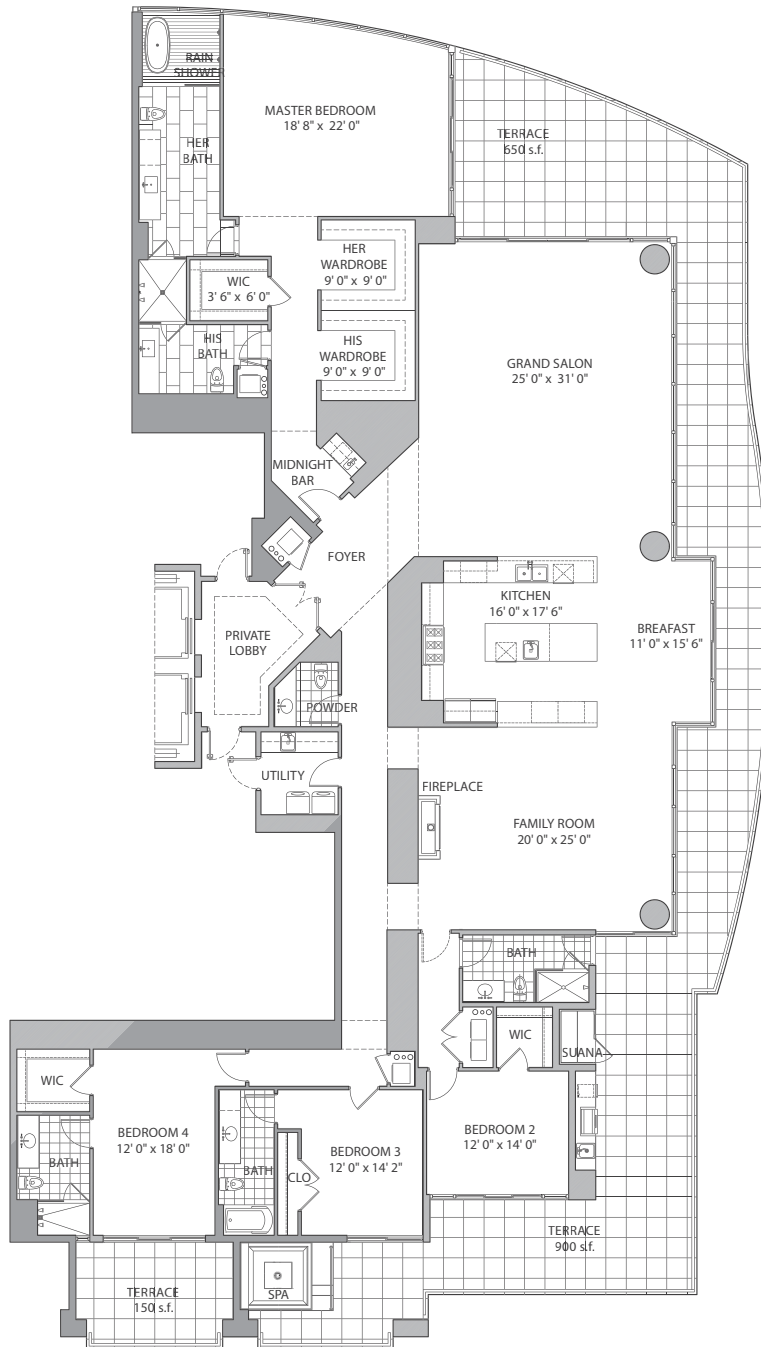 RAIN &
SHOWER
MASTER BEDROOM
18' 8" x 22' 0"
TERRACE
650 s.f.
HER
BATH
HER
WARDROBE
9' 0" x 9' 0"
WIC
3' 6" x 6' 0"
HIS
BATH
HIS
WARDROBE
9' 0" x 9' 0"
GRAND SALON
25' 0" x 31' 0"
MIDNIGHT
BAR
FOYER
KITCHEN
16' 0" x 17' 6"
PRIVATE
LOBBY
BREAFAST
11' 0" x 15' 6"
POWDER
UTILITY
FIREPLACE
FAMILY ROOM
20' 0" x 25' 0"
BATH
WIC
SUANA
WIC
BEDROOM 4
12' 0" x 18' 0"
BATH
BATH
CLO
BEDROOM 3
12' 0" x 14' 2"
BEDROOM 2
12' 0" x 14' 0"
TERRACE
900 s.f.
TERRACE
150 s.f.
SPA